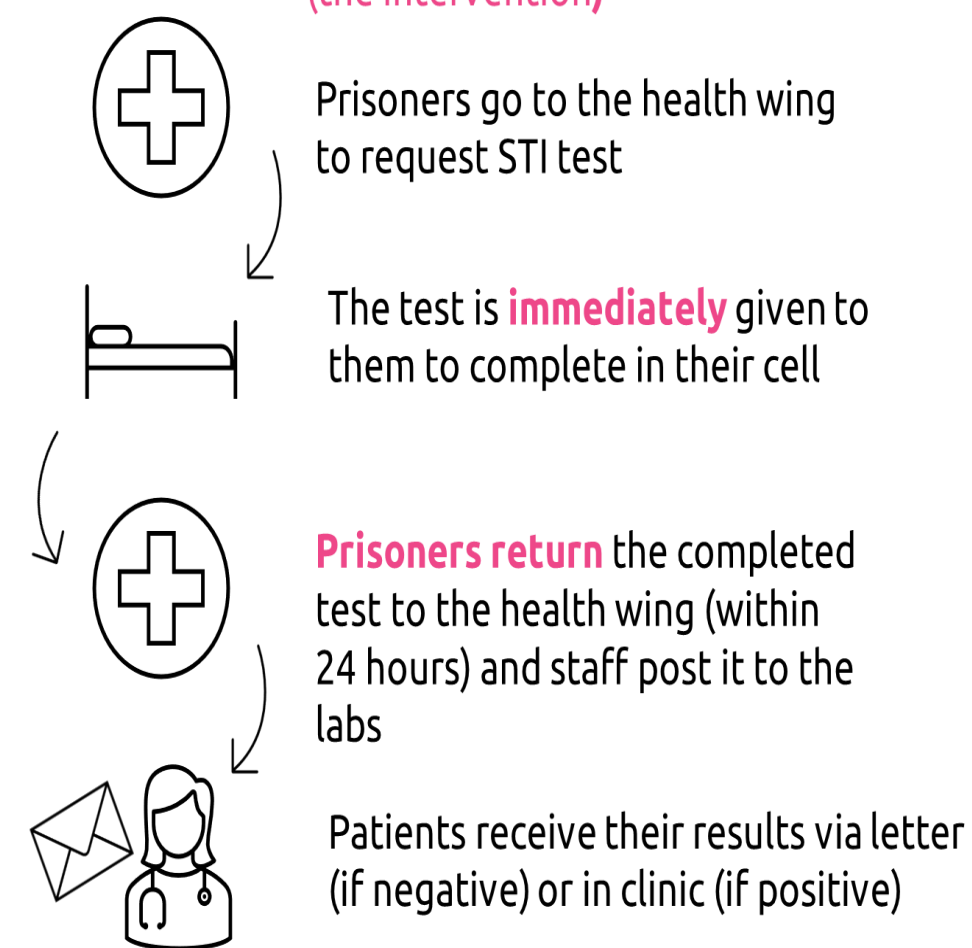 (the intervention)
Prisoners go to the health wing
to request STI test
The test is immediately given to
them to complete in their cell
Prisoners return the completed
test to the health wing (within
24 hours) and staff post it to the
labs
Patients receive their results via letter
(if negative) or in clinic (if positive)